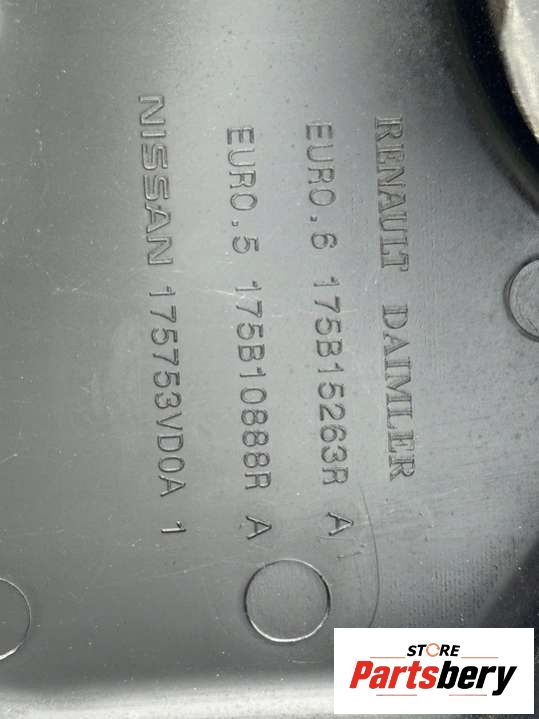 RENAULT DAIMLER
EURO.6 175B15263R A
EURO.5 175B10888R A
NISSAN 175753VD0A 1
STORE
Partsbery